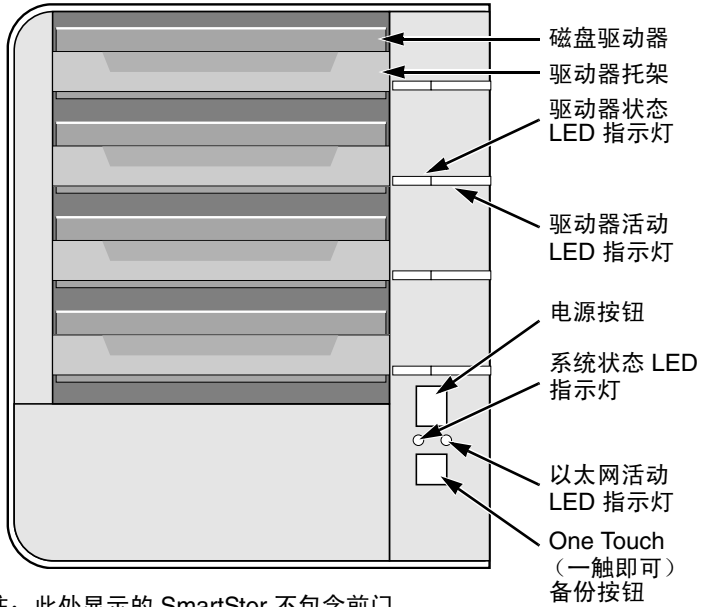 磁盘驱动器
驱动器托架
驱动器状态
LED 指示灯
驱动器活动
LED 指示灯
电源按钮
系统状态 LED
指示灯
以太网活动
LED 指示灯
One Touch
（一触即可）
备份按钮
注：此处显示的 SmartStor 不包含前门